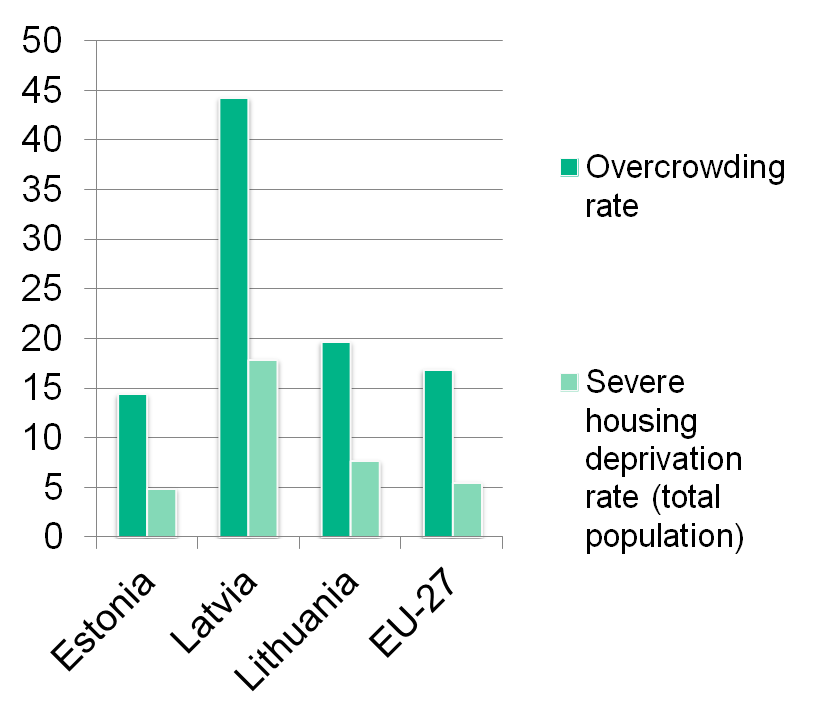 50
45
40
35
30
25
20
15
10
5
0
Estonia
Latvia
Lithuania
EU-27
Overcrowding
rate
Severe
housing
deprivation
rate (total
population)